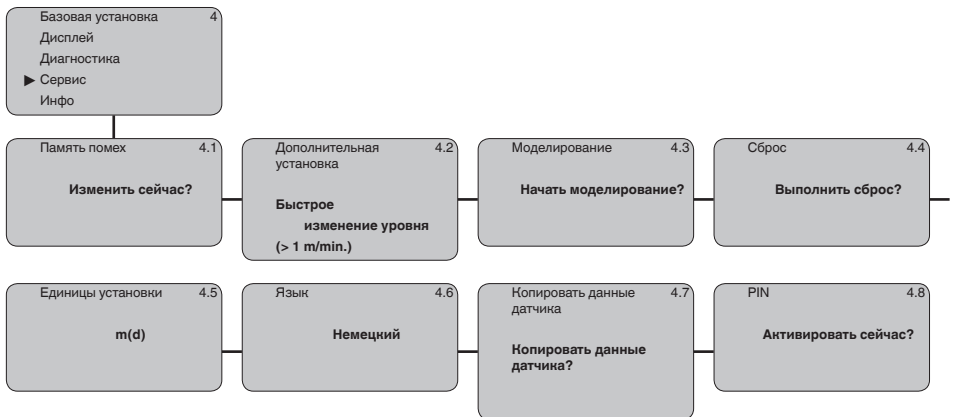 Базовая установка 4
Дисплей
Диагностика
▶ Сервис
Инфо
Память помех 4.1
Изменить сейчас?
Дополнительная 4.2
установка
Быстрое
изменение уровня
(> 1 m/min.)
Моделирование 4.3
Начать моделирование?
Сброс 4.4
Выполнить сброс?
Единицы установки 4.5
m(d)
Язык 4.6
Немецкий
Копировать данные 4.7
датчика
Копировать данные
датчика?
PIN 4.8
Активировать сейчас?